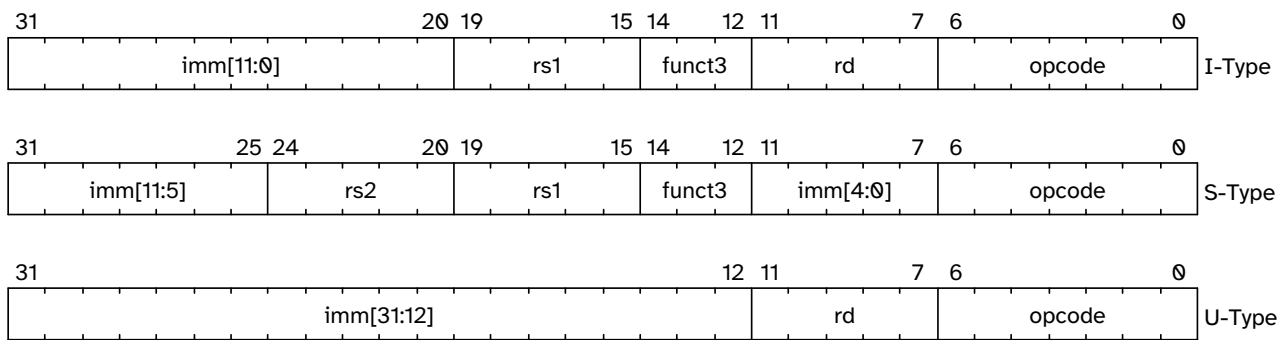 31 20 19 15 14 12 11 7 6 0
imm[11:0] rs1 funct3 rd opcode I-Type
31 25 24 20 19 15 14 12 11 7 6 0
imm[11:5] rs2 rs1 funct3 imm[4:0] opcode S-Type
31 12 11 7 6 0
imm[31:12] rd opcode U-Type